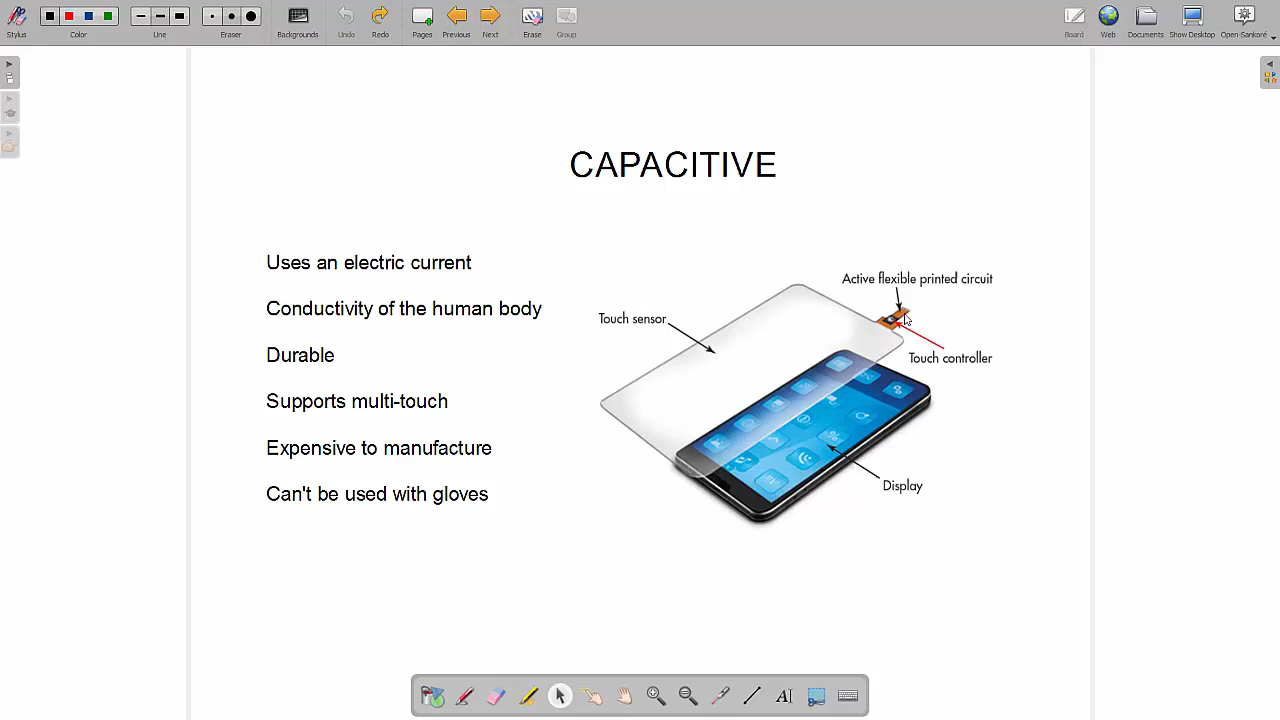 Stylus
Color
Line
Eraser
Backgrounds
Undo
Redo
Pages
Previous
Next
Erase
Group
Board
Web
Documents
Show Desktop
Open-Sankoré
CAPACITIVE
Uses an electric current
Conductivity of the human body
Durable
Supports multi-touch
Expensive to manufacture
Can't be used with gloves
Active flexible printed circuit
Touch sensor
Touch controller
Display